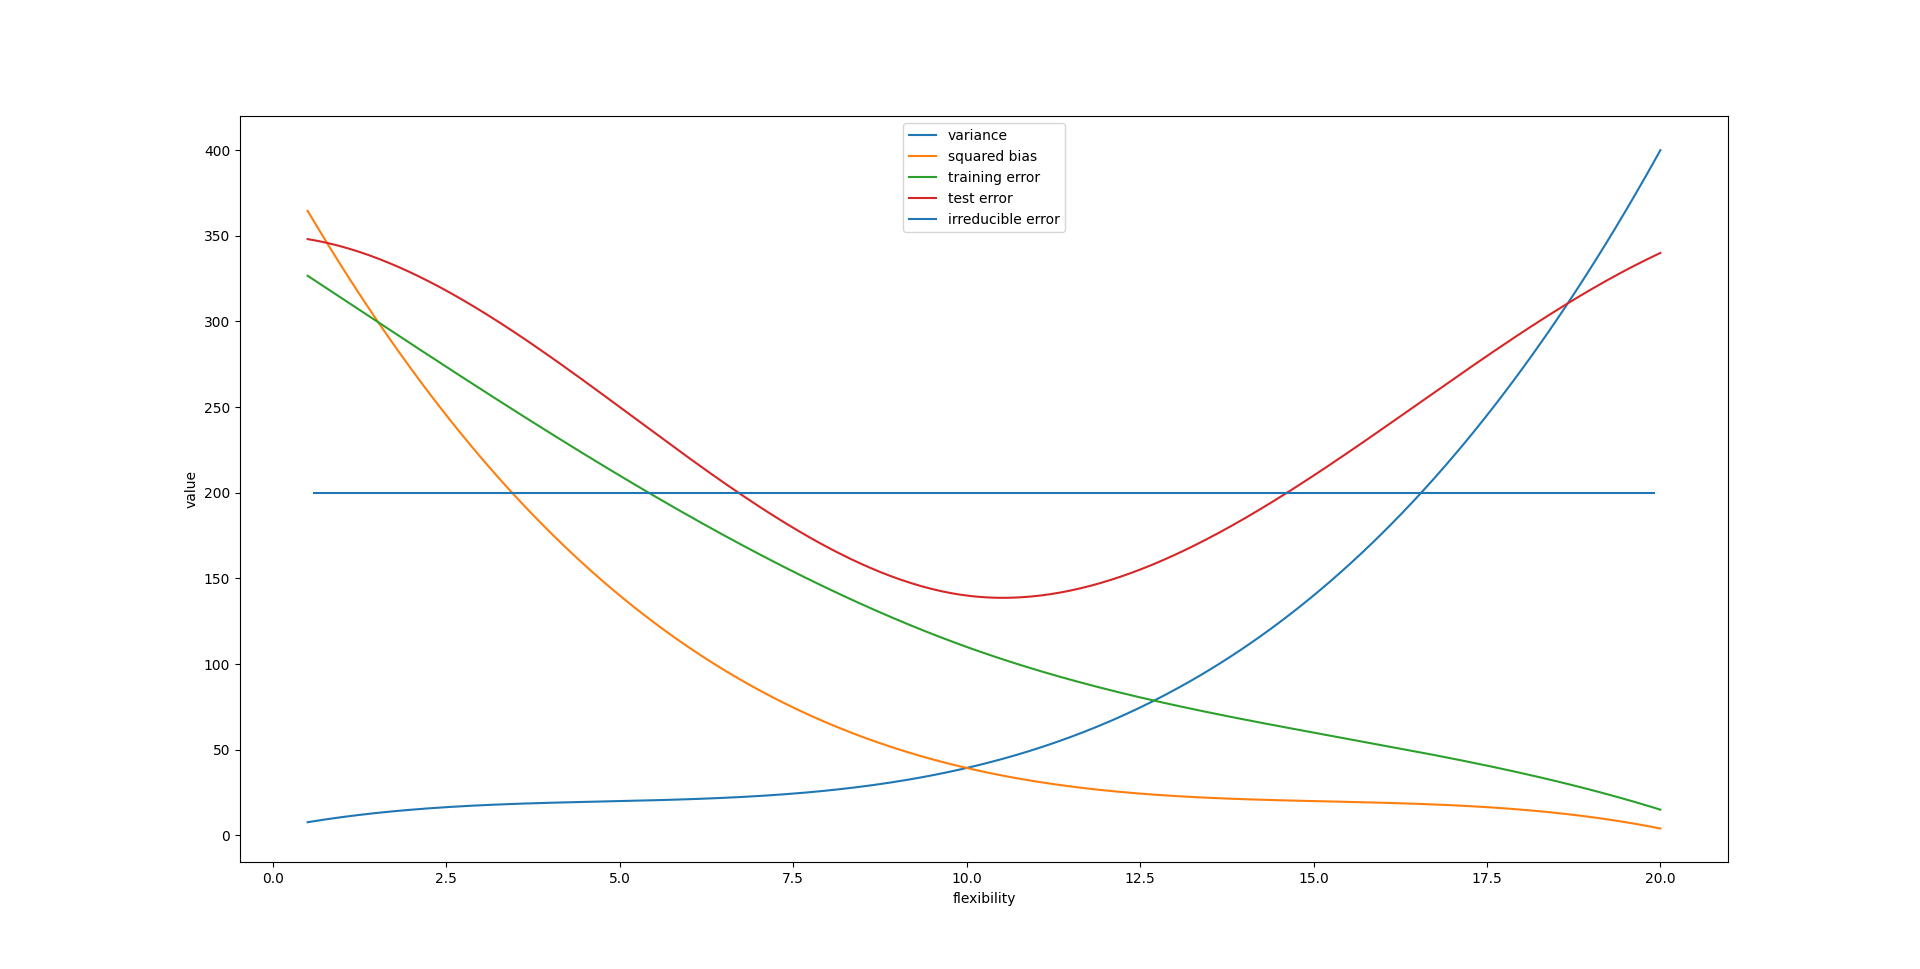 variance
squared bias
training error
test error
irreducible error
400
350
300
250
200
150
100
50
0
value
0.0 2.5 5.0 7.5 10.0 12.5 15.0 17.5 20.0
flexibility